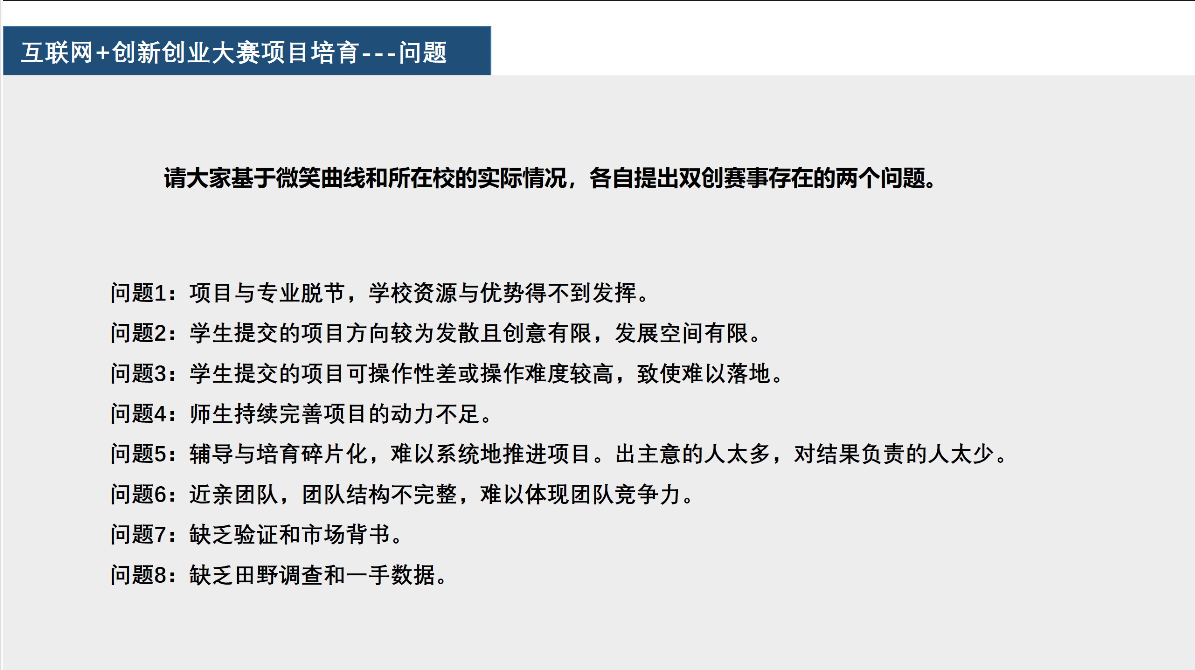 互联网+创新创业大赛项目培育---问题
请大家基于微笑曲线和所在校的实际情况，各自提出双创赛事存在的两个问题。
问题1：项目与专业脱节，学校资源与优势得不到发挥。
问题2：学生提交的项目方向较为发散且创意有限，发展空间有限。
问题3：学生提交的项目可操作性差或操作难度较高，致使难以落地。
问题4：师生持续完善项目的动力不足。
问题5：辅导与培育碎片化，难以系统地推进项目。出主意的人太多，对结果负责的人太少。
问题6：近亲团队，团队结构不完整，难以体现团队竞争力。
问题7：缺乏验证和市场背书。
问题8：缺乏田野调查和一手数据。